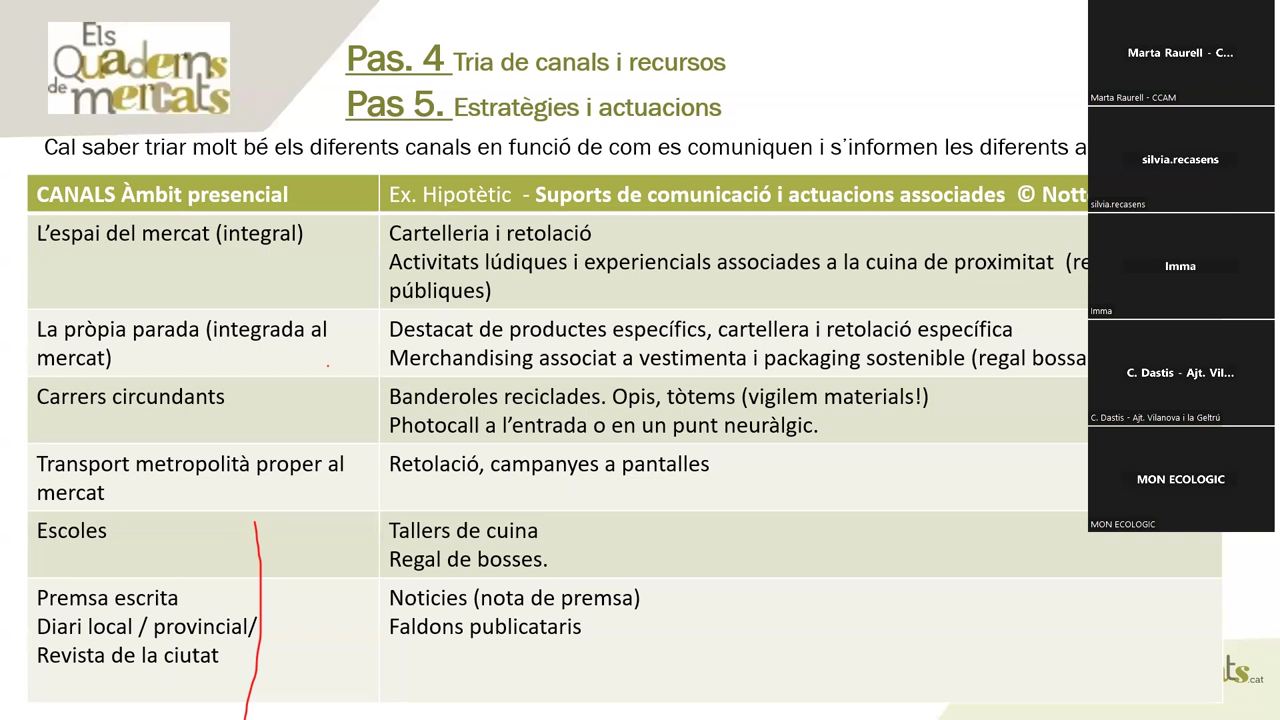 Els
Quaderns
de mercats
Pas. 4 Tria de canals i recursos
Pas 5. Estratègies i actuacions
Cal saber triar molt bé els diferents canals en funció de com es comuniquen i s’informen les diferents a
CANALS Àmbit presencial
Ex. Hipotètic - Suports de comunicació i actuacions associades © Nott
L’espai del mercat (integral)
Cartelleria i retolació
Activitats lúdiques i experiencials associades a la cuina de proximitat (re
públiques)
La pròpia parada (integrada al
mercat)
Destacat de productes específics, cartellera i retolació específica
Merchandising associat a vestimenta i packaging sostenible (regal bossa
Carrers circundants
Banderoles reciclades. Opis, tòtems (vigilem materials!)
Photocall a l’entrada o en un punt neuràlgic.
Transport metropolità proper al
mercat
Retolació, campanyes a pantalles
Escoles
Tallers de cuina
Regal de bosses.
Premsa escrita
Diari local / provincial/
Revista de la ciutat
Noticies (nota de premsa)
Faldons publicataris
Marta Raurell - C...
Marta Raurell - CCAM
silvia.recasens
silvia.recasens
Imma
Imma
C. Dastis - Ajt. Vil...
C. Dastis - Ajt. Vilanova i la Geltrú
MON ECOLOGIC
MON ECOLOGIC
ts.cat